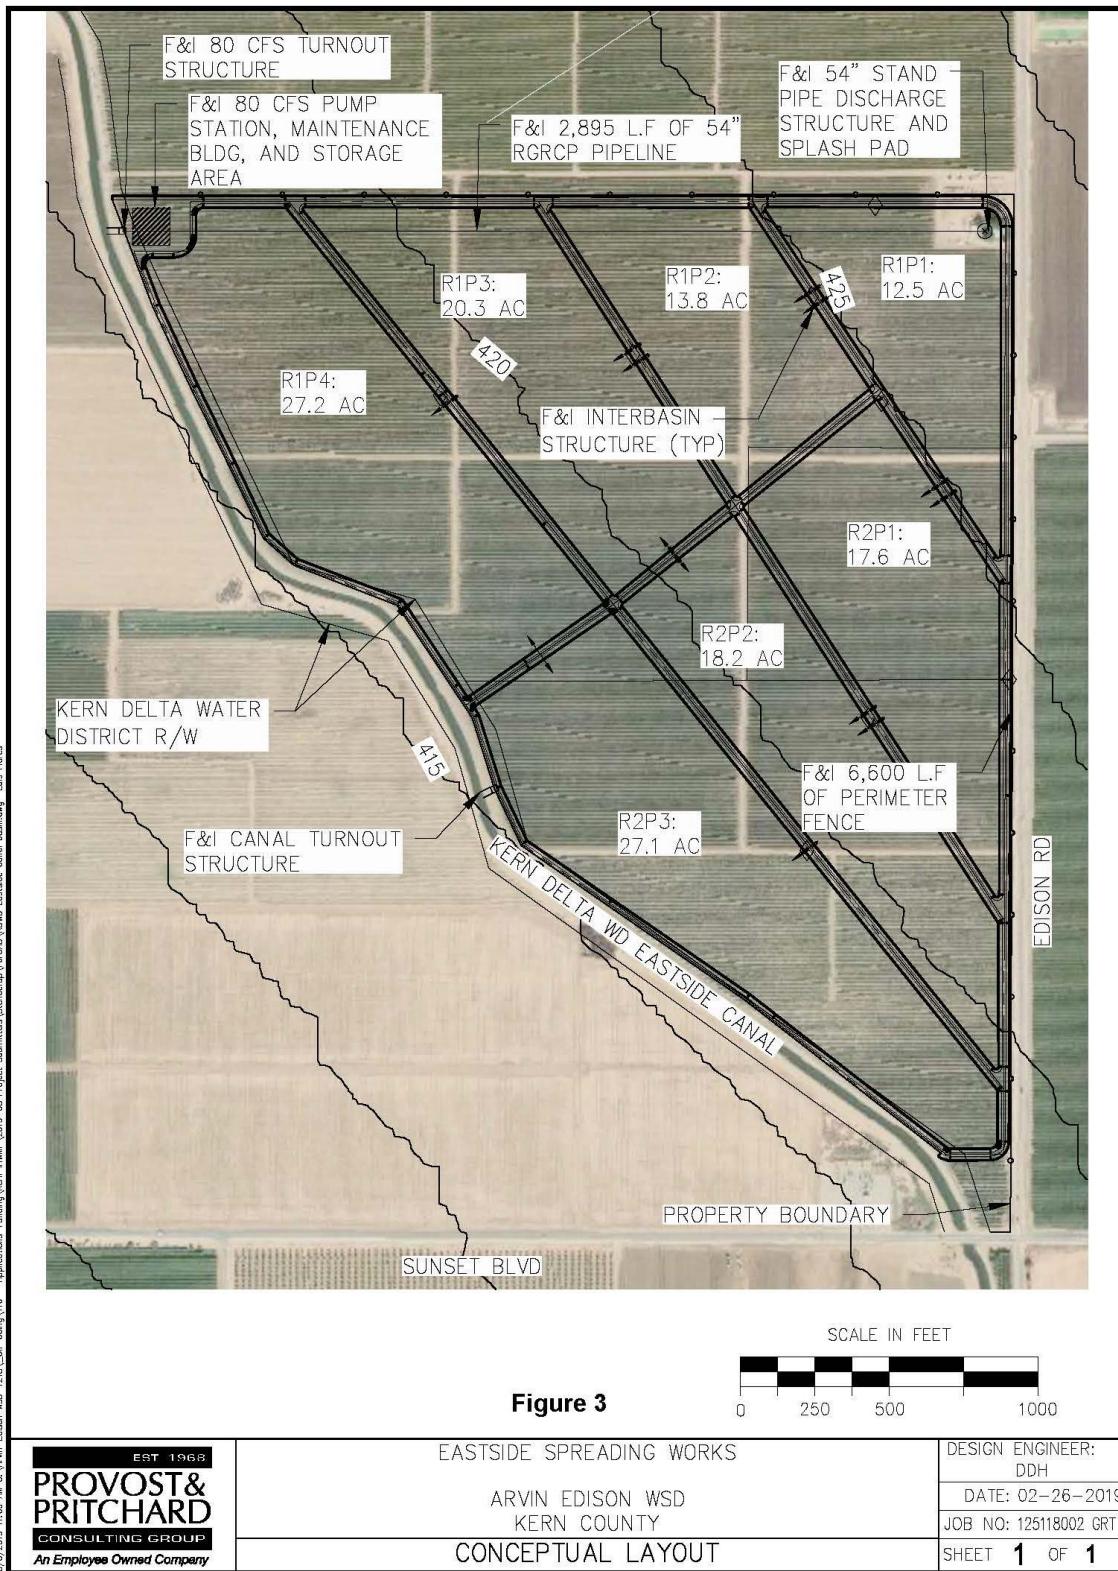 F&I 80 CFS TURNOUT
STRUCTURE
F&I 80 CFS PUMP
STATION, MAINTENANCE
BLDG, AND STORAGE
AREA
F&I 2,895 L.F OF 54"
RGRCP PIPELINE
F&I 54" STAND
PIPE DISCHARGE
STRUCTURE AND
SPLASH PAD
R1P1:
12.5 AC
R1P2:
13.8 AC
R1P3:
20.3 AC
425
420
R1P4:
27.2 AC
F&I INTERBASIN
STRUCTURE (TYP)
R2P1:
17.6 AC
R2P2:
18.2 AC
KERN DELTA WATER
DISTRICT R/W
415
F&I 6,600 L.F
OF PERIMETER
FENCE
F&I CANAL TURNOUT
STRUCTURE
R2P3:
27.1 AC
KERN DELTA WD EASTSIDE CANAL
EDISON RD
PROPERTY BOUNDARY
SUNSET BLVD
SCALE IN FEET
0 250 500 1000
Figure 3
EST 1968
PROVOST&
PRITCHARD
CONSULTING GROUP
An Employee Owned Company
EASTSIDE SPREADING WORKS
ARVIN EDISON WSD
KERN COUNTY
CONCEPTUAL LAYOUT
DESIGN ENGINEER:
DDH
DATE: 02-26-2019
JOB NO: 125118002 GRT
SHEET 1 OF 1